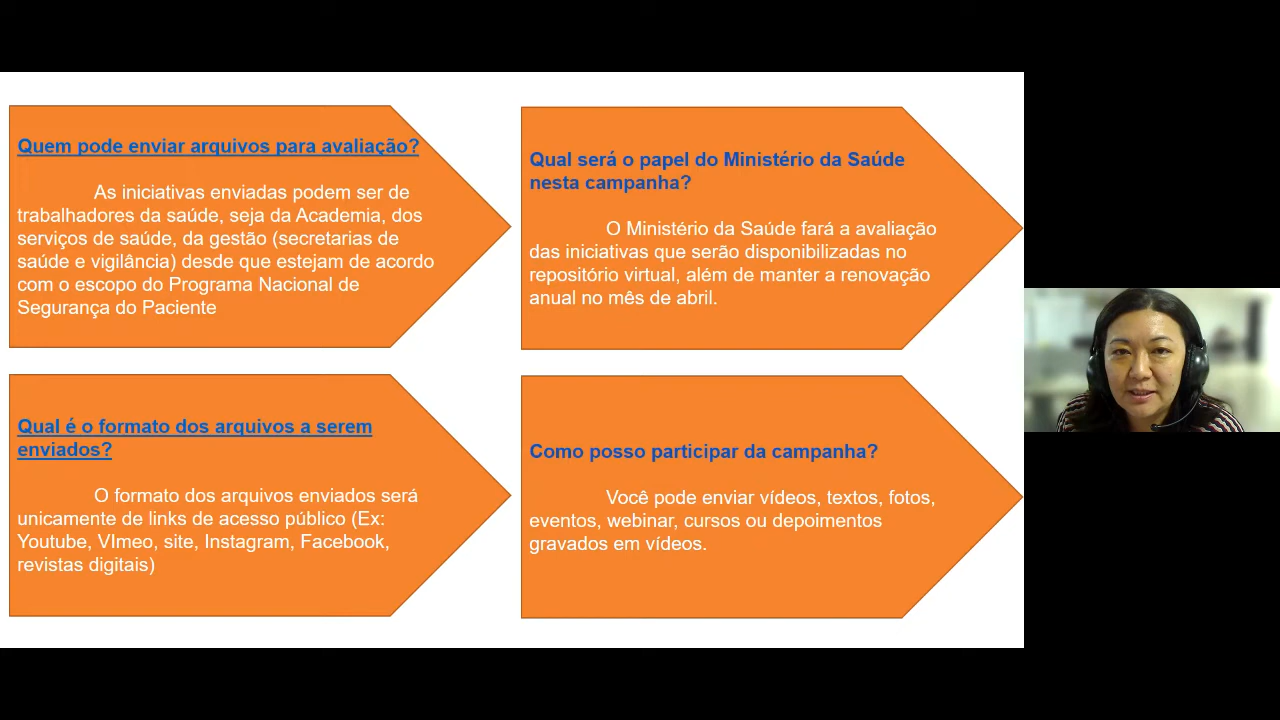 Quem pode enviar arquivos para avaliação?
As iniciativas enviadas podem ser de
trabalhadores da saúde, seja da Academia, dos
serviços de saúde, da gestão (secretarias de
saúde e vigilância) desde que estejam de acordo
com o escopo do Programa Nacional de
Segurança do Paciente
Qual será o papel do Ministério da Saúde
nesta campanha?
O Ministério da Saúde fará a avaliação
das iniciativas que serão disponibilizadas no
repositório virtual, além de manter a renovação
anual no mês de abril.
Qual é o formato dos arquivos a serem
enviados?
O formato dos arquivos enviados será
unicamente de links de acesso público (Ex:
Youtube, VImeo, site, Instagram, Facebook,
revistas digitais)
Como posso participar da campanha?
Você pode enviar vídeos, textos, fotos,
eventos, webinar, cursos ou depoimentos
gravados em vídeos.